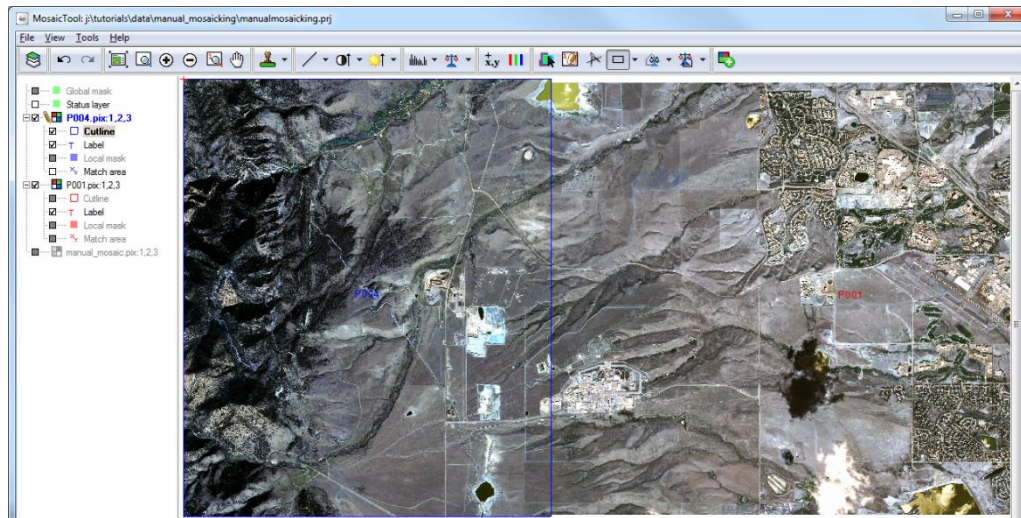 MosaicTool: j:\tutorials\data\manual_mosaicking\manualmosaicking.prj
File View Tools Help
x,y
Global mask
Status layer
P004.pix:1,2,3
Cutline
T Label
Local mask
Match area
P001.pix:1,2,3
Cutline
T Label
Local mask
Match area
manual_mosaic.pix:1,2,3
P004
P001